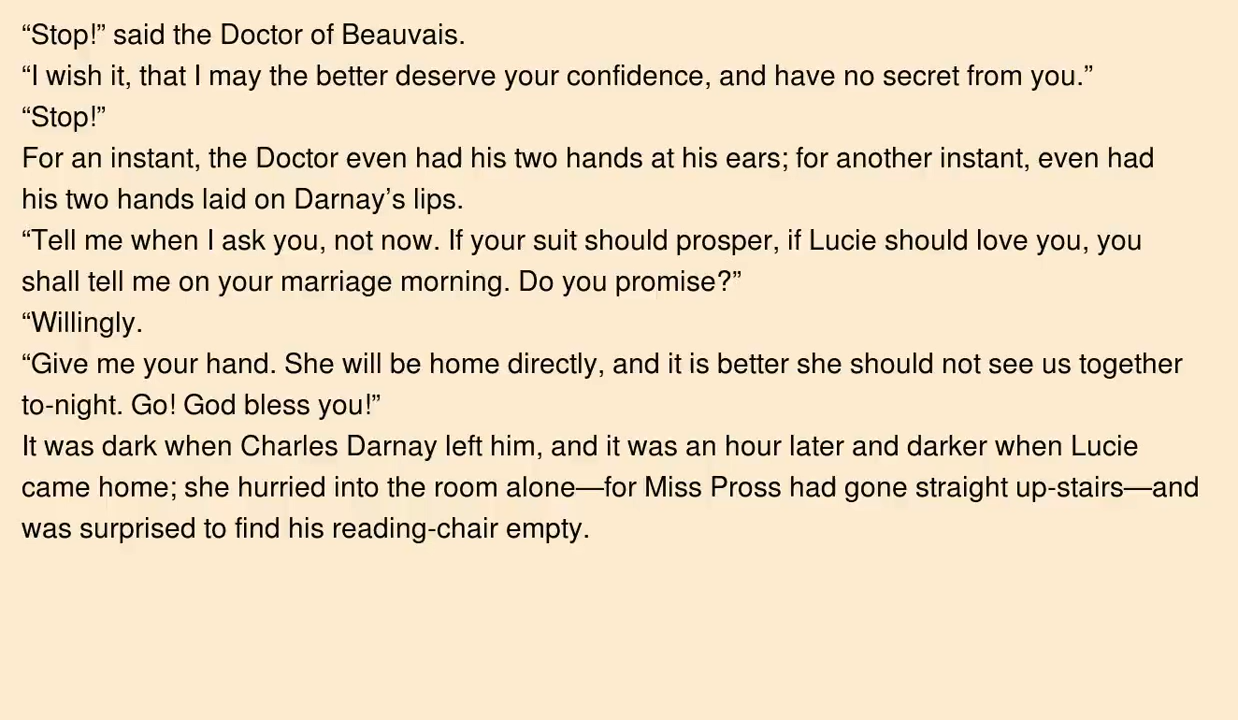 “Stop!” said the Doctor of Beauvais.
“I wish it, that I may the better deserve your confidence, and have no secret from you.”
“Stop!”
For an instant, the Doctor even had his two hands at his ears; for another instant, even had
his two hands laid on Darnay’s lips.
“Tell me when I ask you, not now. If your suit should prosper, if Lucie should love you, you
shall tell me on your marriage morning. Do you promise?”
“Willingly.
“Give me your hand. She will be home directly, and it is better she should not see us together
to-night. Go! God bless you!”
It was dark when Charles Darnay left him, and it was an hour later and darker when Lucie
came home; she hurried into the room alone—for Miss Pross had gone straight up-stairs—and
was surprised to find his reading-chair empty.